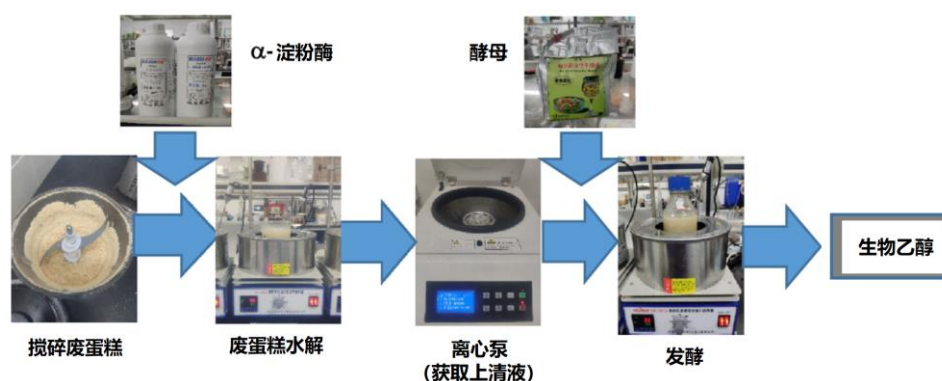 α-淀粉酶
酵母
搅碎废蛋糕
废蛋糕水解
离心泵
(获取上清液)
发酵
生物乙醇